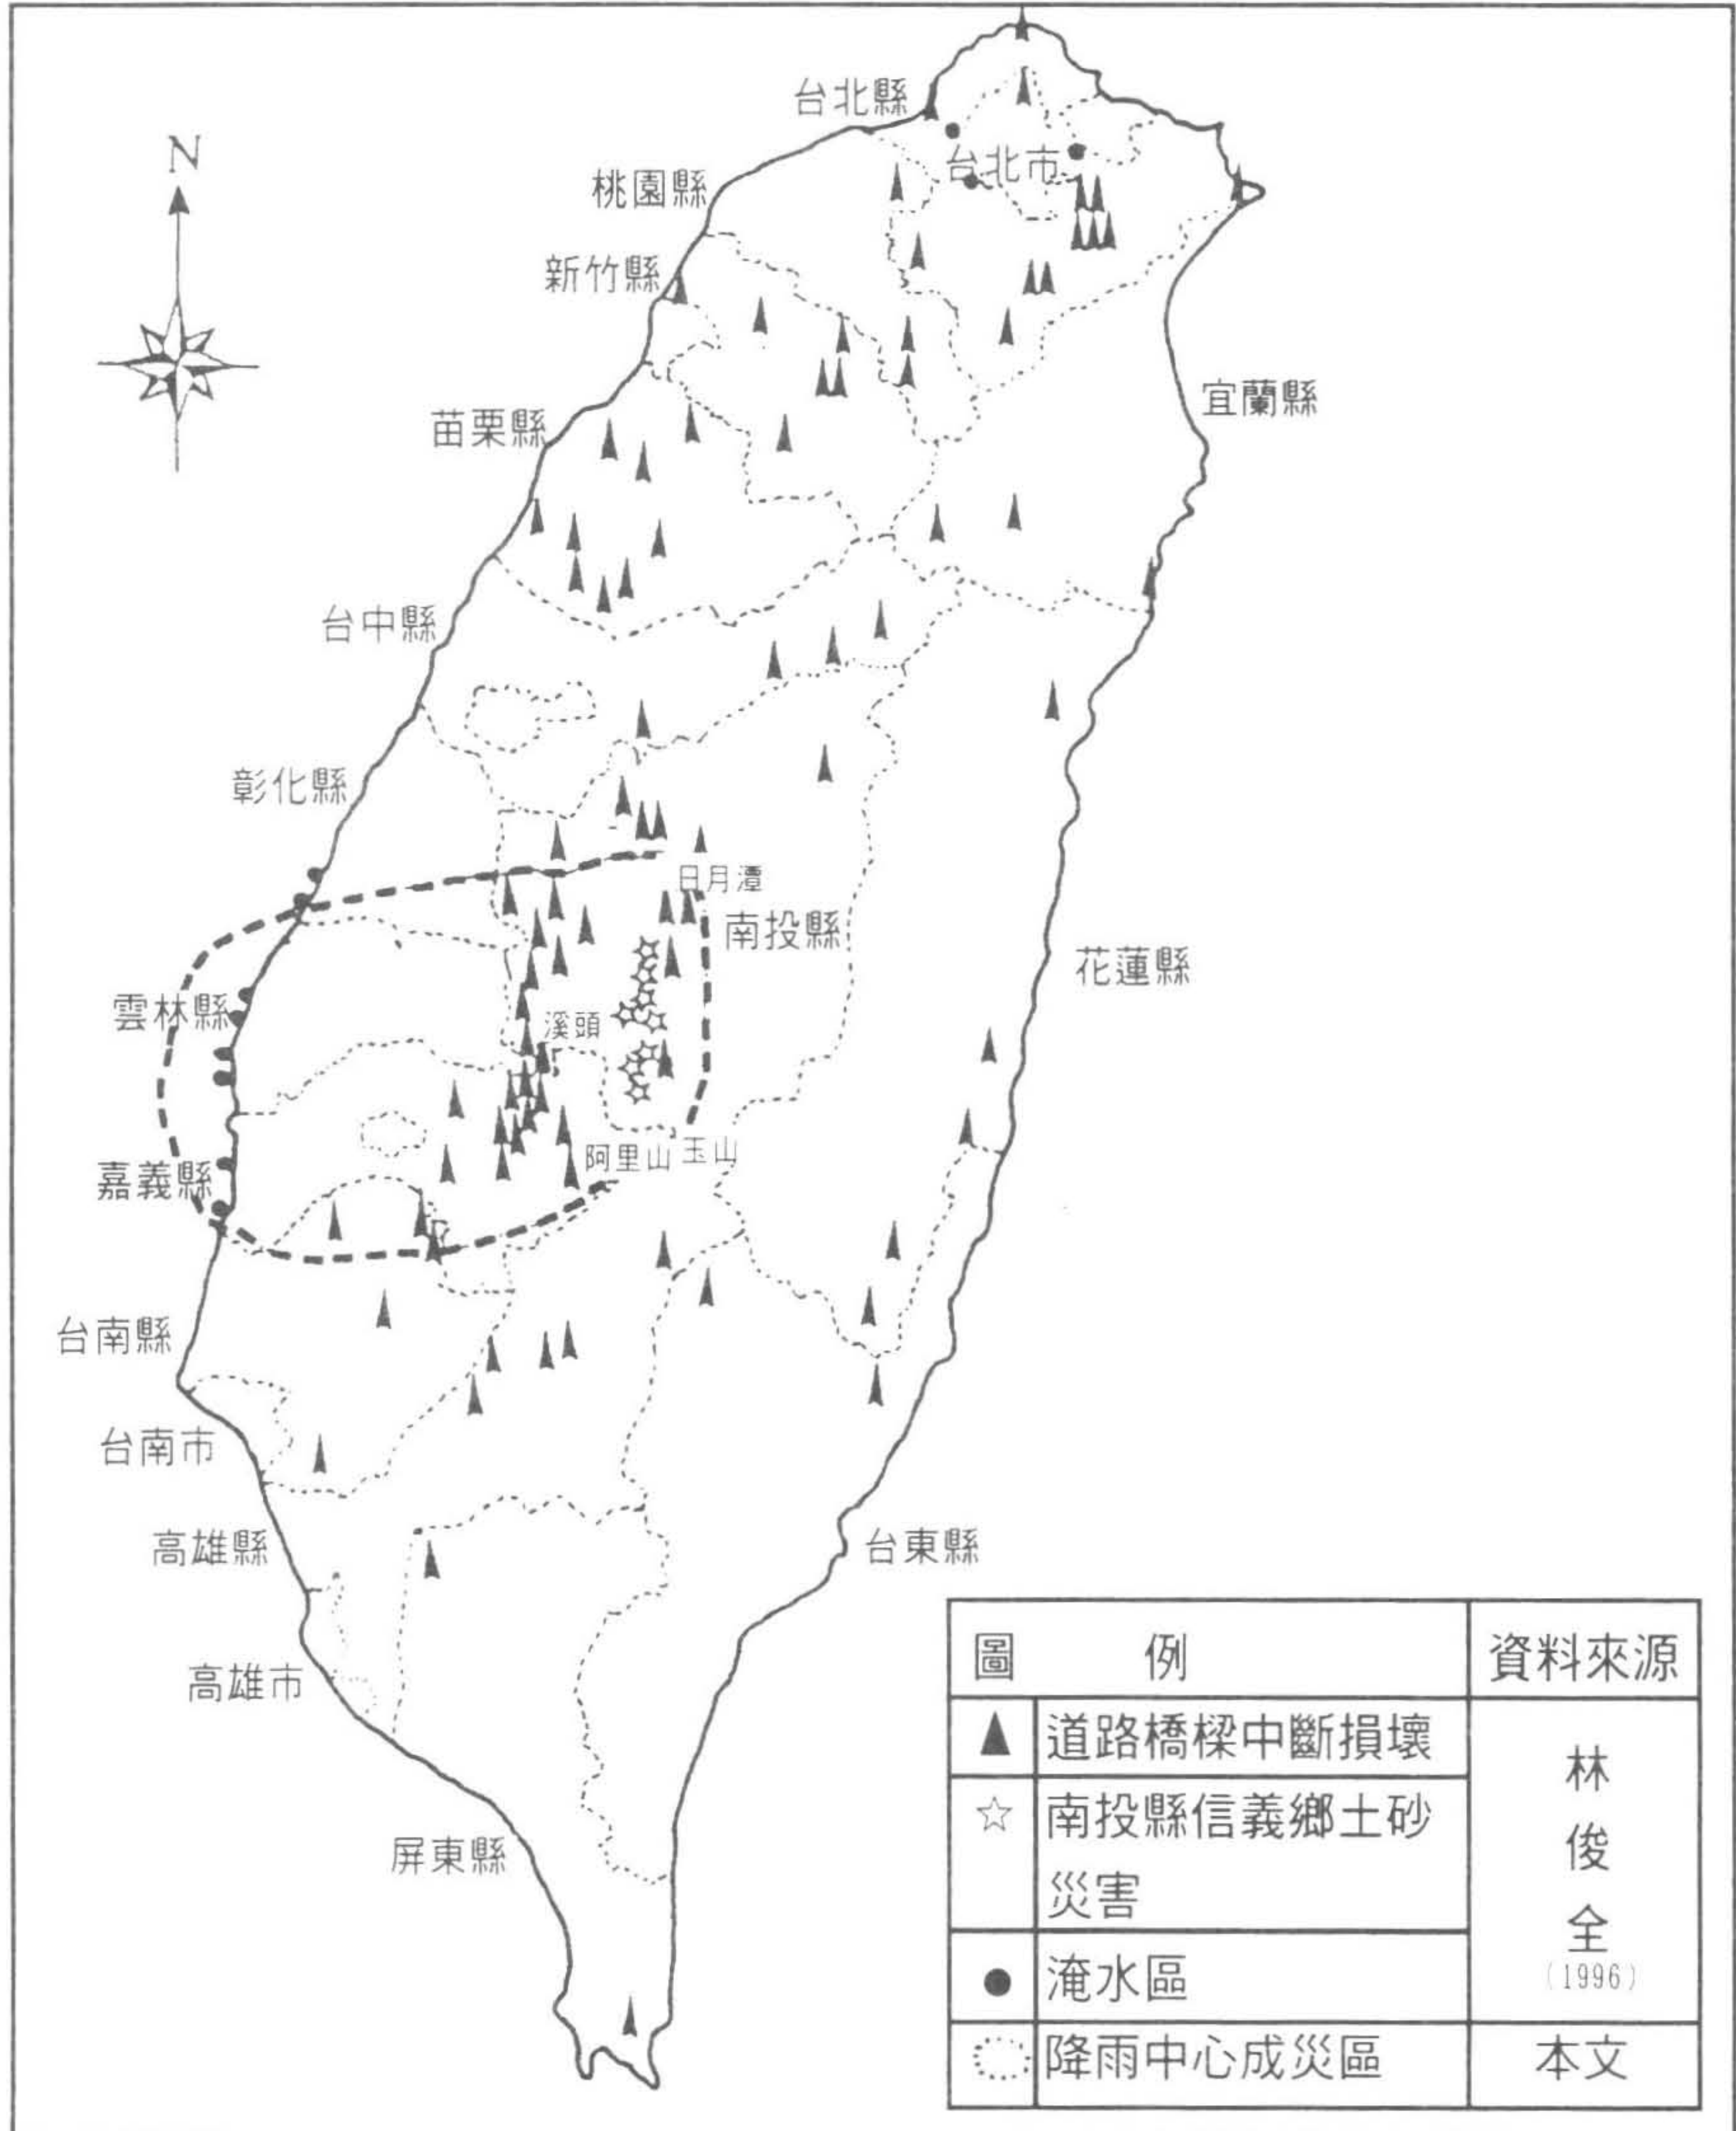 N
台北縣
台北市
桃園縣
新竹縣
宜蘭縣
苗栗縣
台中縣
彰化縣
日月潭
南投縣
花蓮縣
雲林縣
溪頭
阿里山
玉山
嘉義縣
台南縣
台南市
高雄縣
台東縣
高雄市
屏東縣
圖 例
資料來源
道路橋樑中斷損壞
南投縣信義鄉土砂
災害
淹水區
林
俊
全
(1996)
降雨中心成災區
本文